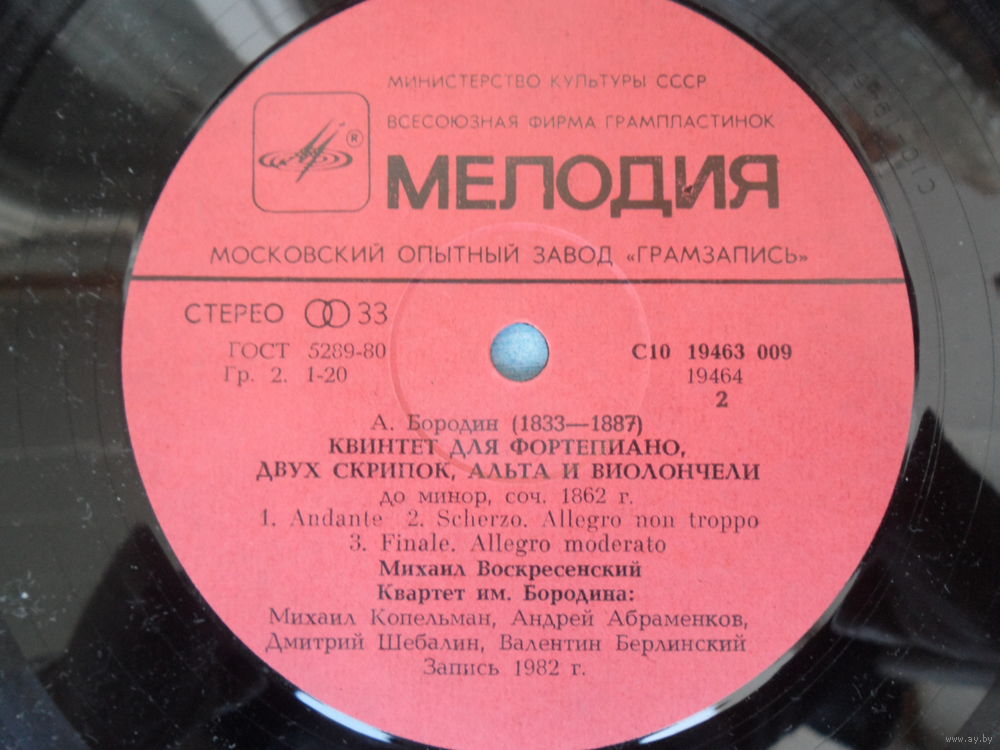 МИНИСТЕРСТВО КУЛЬТУРЫ СССР
ВСЕСОЮЗНАЯ ФИРМА ГРАМПЛАСТИНОК
®
МЕЛОДИЯ
МОСКОВСКИЙ ОПЫТНЫЙ ЗАВОД «ГРАМЗАПИСЬ»
СТЕРЕО 33
ГОСТ 5289-80
Гр. 2. 1-20
С10 19463 009
19464
2
А. Бородин (1833—1887)
КВИНТЕТ ДЛЯ ФОРТЕПИАНО,
ДВУХ СКРИПОК, АЛЬТА И ВИОЛОНЧЕЛИ
до минор, соч. 1862 г.
1. Andante 2. Scherzo. Allegro non troppo
3. Finale. Allegro moderato
Михаил Воскресенский
Квартет им. Бородина:
Михаил Копельман, Андрей Абраменков,
Дмитрий Шебалин, Валентин Берлинский
Запись 1982 г.
www.ay.by